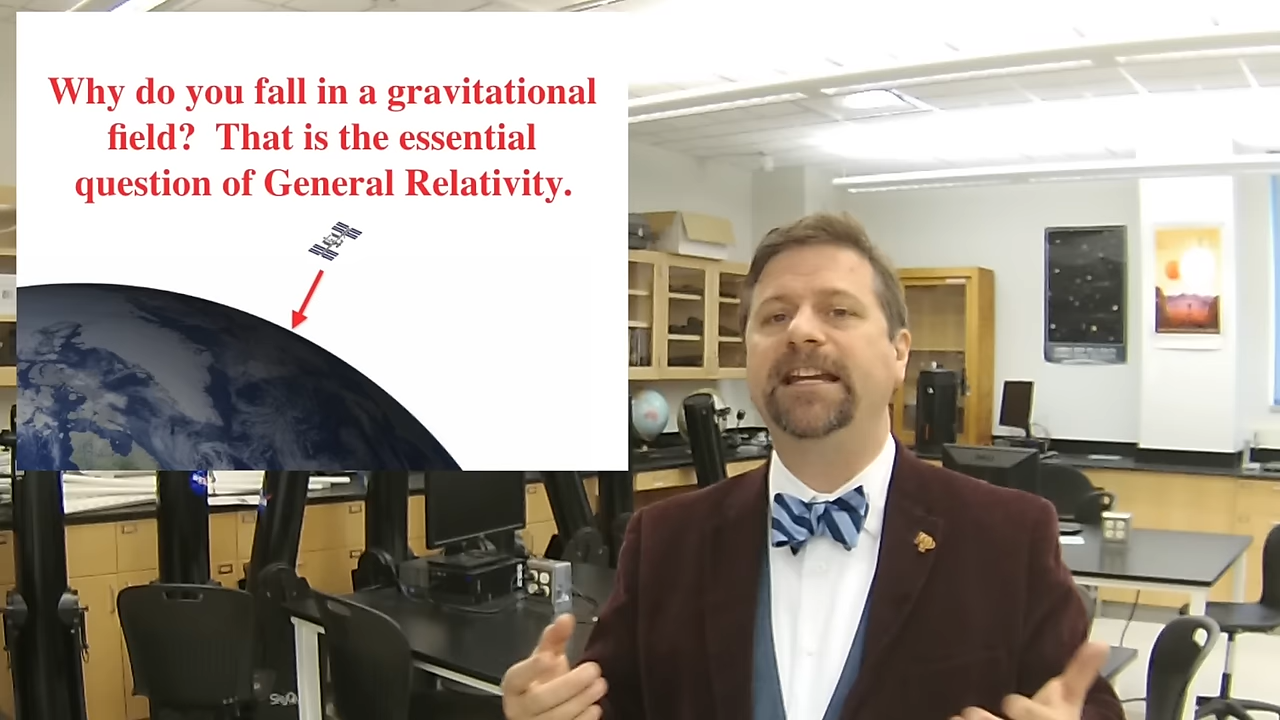 Why do you fall in a gravitational
field?  That is the essential
question of General Relativity.